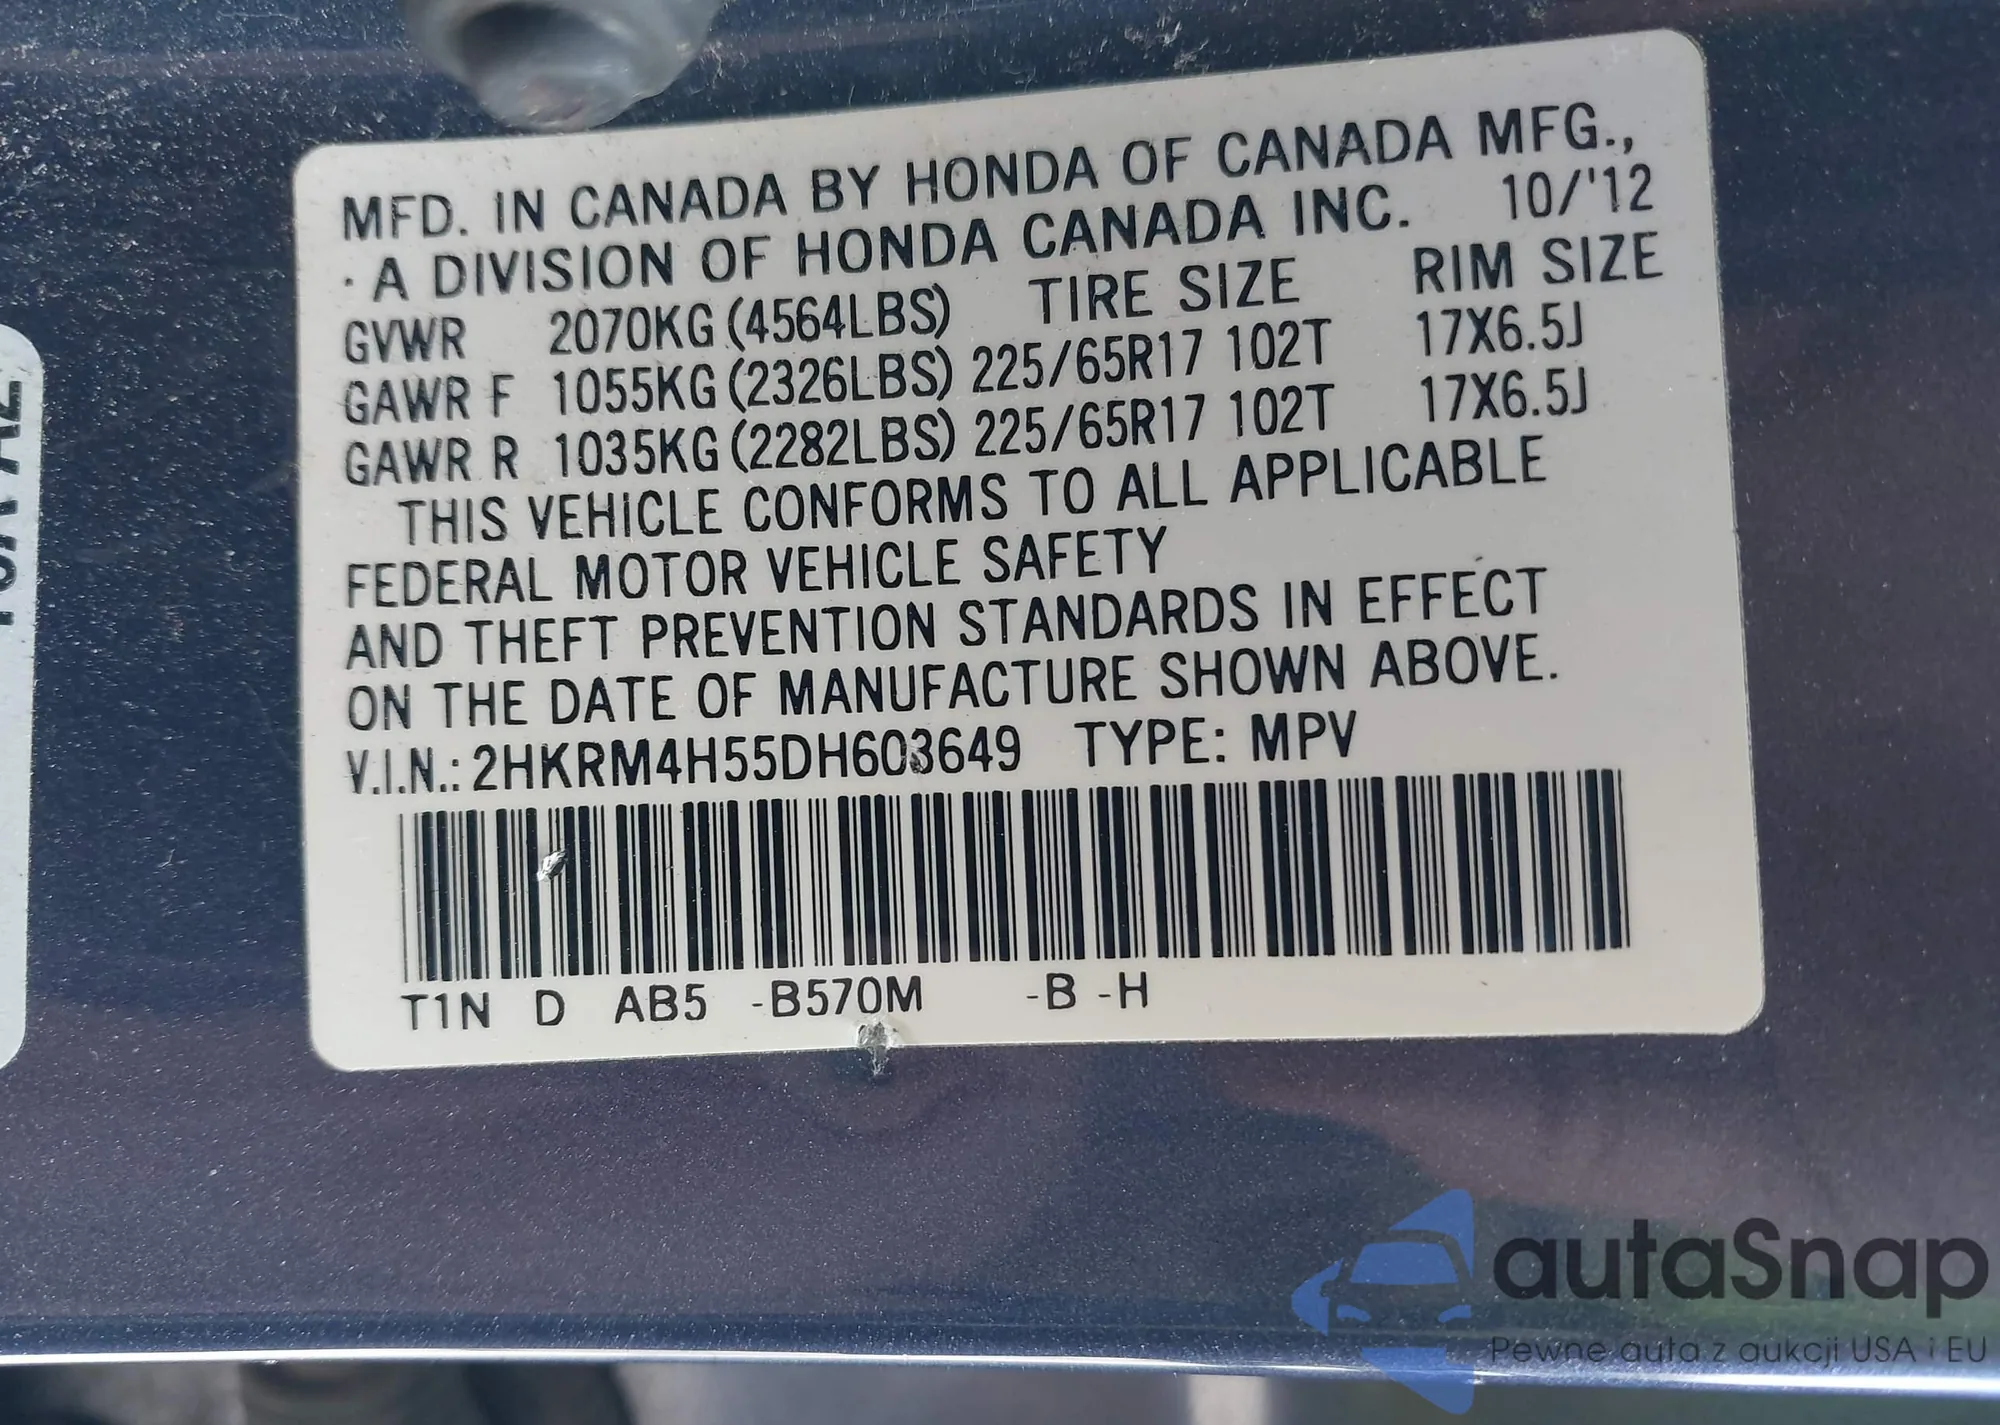 MFD. IN CANADA BY HONDA OF CANADA MFG.,
· A DIVISION OF HONDA CANADA INC. 10/'12
GVWR 2070KG (4564LBS) TIRE SIZE RIM SIZE
GAWR F 1055KG (2326LBS) 225/65R17 102T 17X6.5J
GAWR R 1035KG (2282LBS) 225/65R17 102T 17X6.5J
THIS VEHICLE CONFORMS TO ALL APPLICABLE
FEDERAL MOTOR VEHICLE SAFETY
AND THEFT PREVENTION STANDARDS IN EFFECT
ON THE DATE OF MANUFACTURE SHOWN ABOVE.
V.I.N.: 2HKRM4H55DH603649 TYPE: MPV
T1N D AB5 -B570M -B -H
autaSnap
Pewne auta z aukcji USA i EU